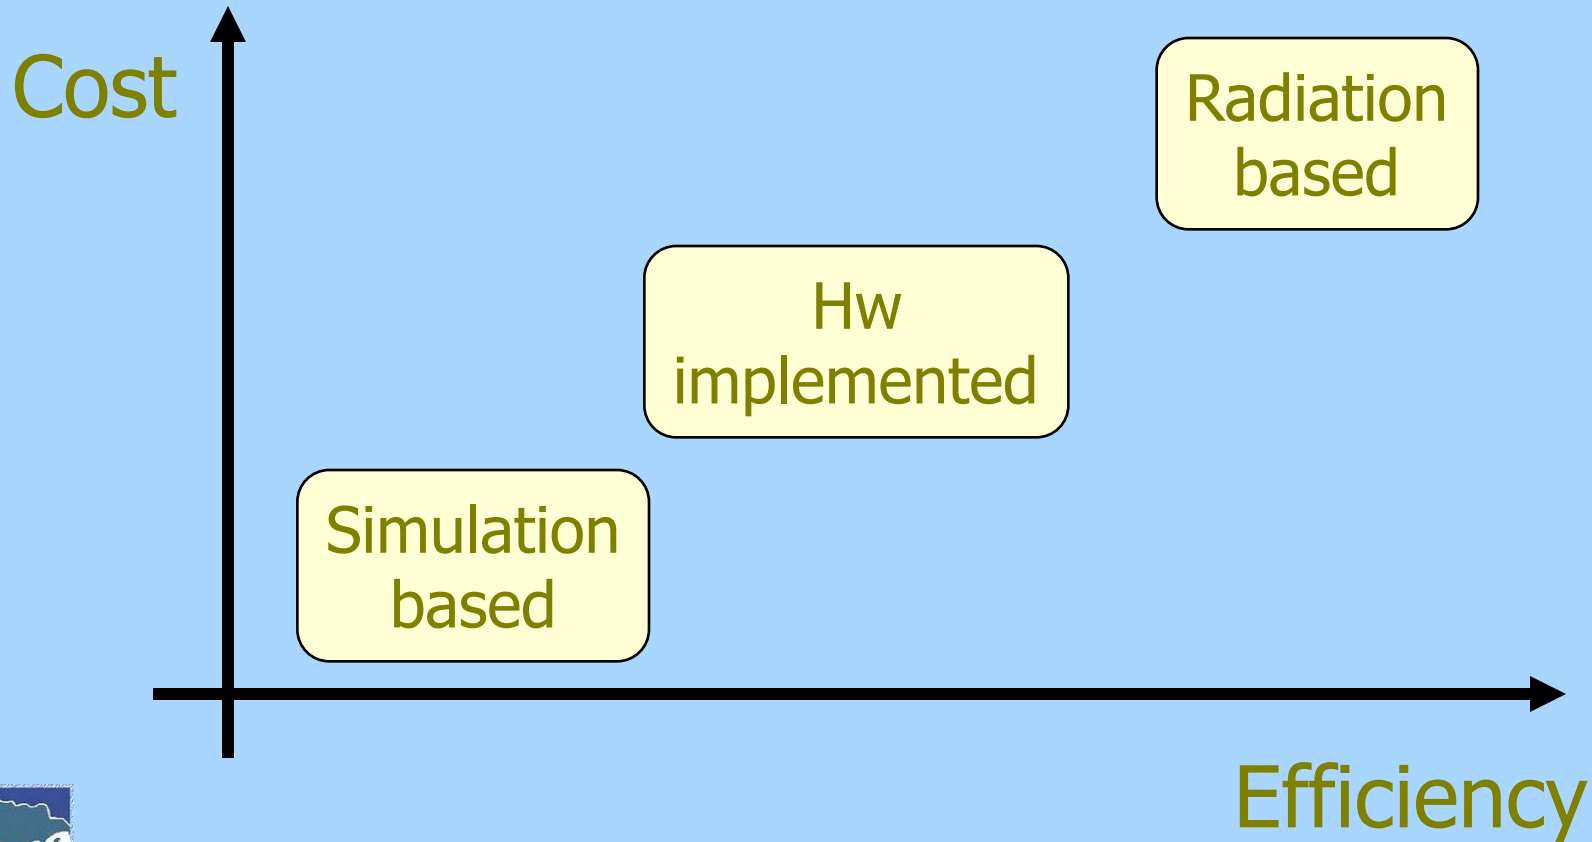 Cost
Radiation
based
Hw
implemented
Simulation
based
Efficiency